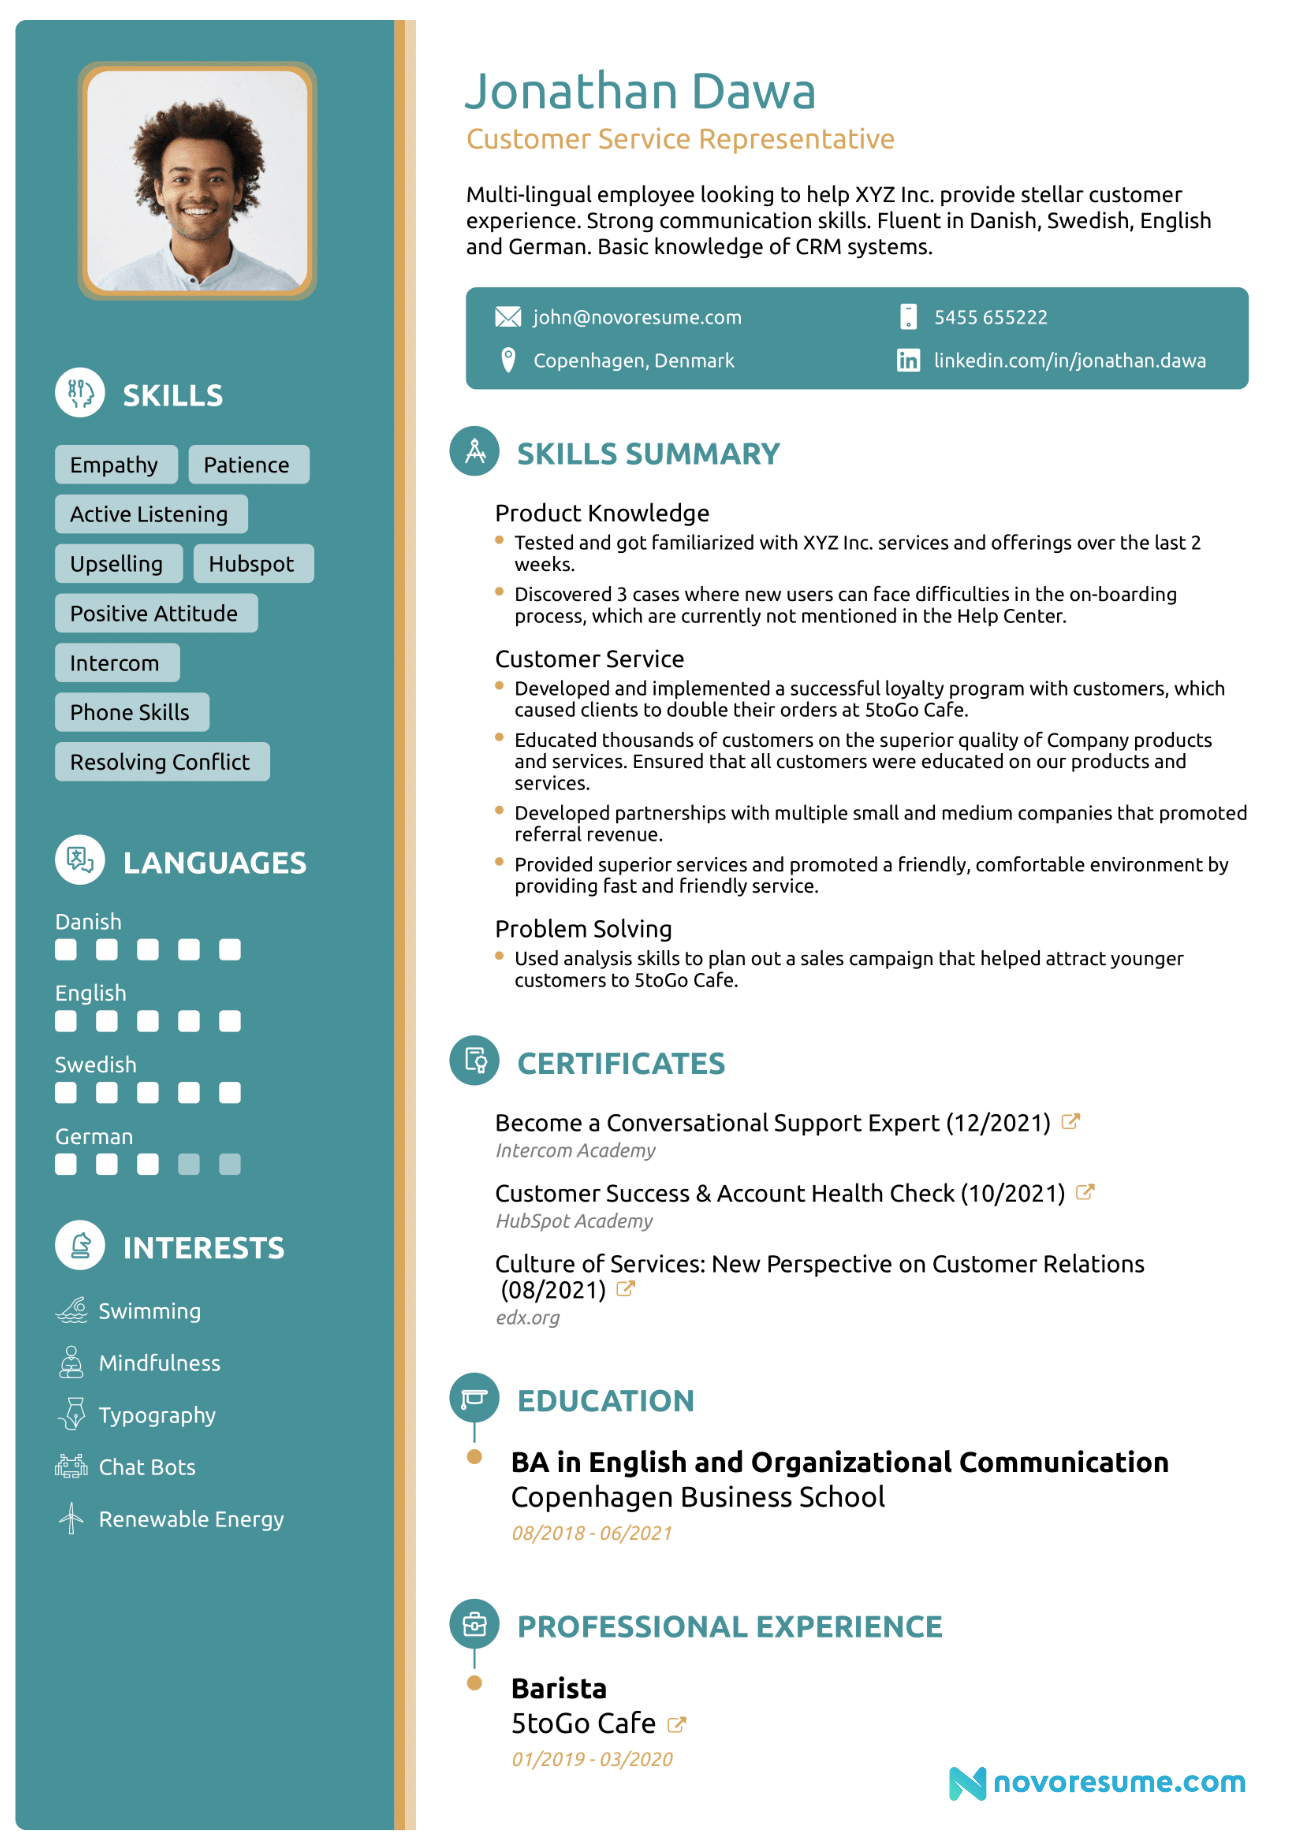 Jonathan Dawa
Customer Service Representative
Multi-lingual employee looking to help XYZ Inc. provide stellar customer
experience. Strong communication skills. Fluent in Danish, Swedish, English
and German. Basic knowledge of CRM systems.
john@novoresume.com
5455 655222
Copenhagen, Denmark
linkedin.com/in/jonathan.dawa
SKILLS
Empathy
Patience
Active Listening
Upselling
Hubspot
Positive Attitude
Intercom
Phone Skills
Resolving Conflict
LANGUAGES
Danish
English
Swedish
German
INTERESTS
Swimming
Mindfulness
Typography
Chat Bots
Renewable Energy
SKILLS SUMMARY
Product Knowledge
Tested and got familiarized with XYZ Inc. services and offerings over the last 2
weeks.
Discovered 3 cases where new users can face difficulties in the on-boarding
process, which are currently not mentioned in the Help Center.
Customer Service
Developed and implemented a successful loyalty program with customers, which
caused clients to double their orders at 5toGo Cafe.
Educated thousands of customers on the superior quality of Company products
and services. Ensured that all customers were educated on our products and
services.
Developed partnerships with multiple small and medium companies that promoted
referral revenue.
Provided superior services and promoted a friendly, comfortable environment by
providing fast and friendly service.
Problem Solving
Used analysis skills to plan out a sales campaign that helped attract younger
customers to 5toGo Cafe.
CERTIFICATES
Become a Conversational Support Expert (12/2021)
Intercom Academy
Customer Success & Account Health Check (10/2021)
HubSpot Academy
Culture of Services: New Perspective on Customer Relations
(08/2021)
edx.org
EDUCATION
BA in English and Organizational Communication
Copenhagen Business School
08/2018 - 06/2021
PROFESSIONAL EXPERIENCE
Barista
5toGo Cafe
01/2019 - 03/2020
novoresume.com